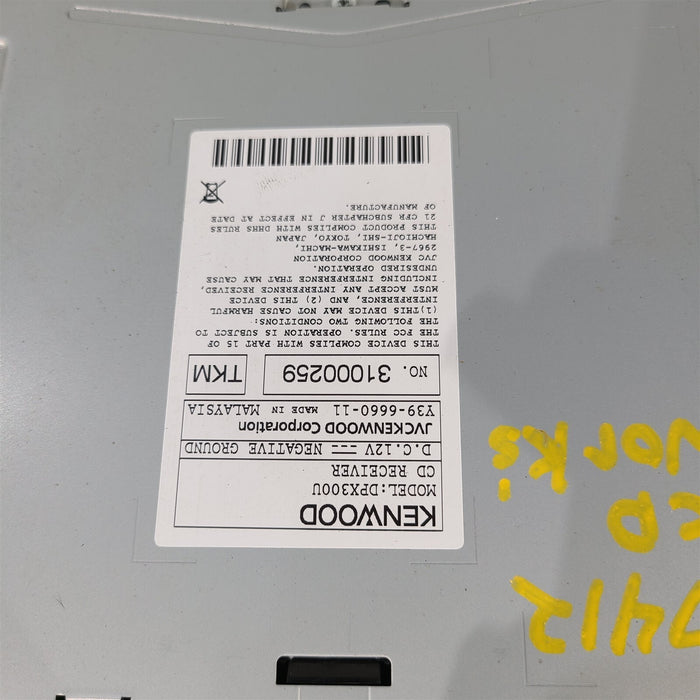 KENWOOD
MODEL:DPX300U
CD RECEIVER
D.C.12V NEGATIVE GROUND
JVCKENWOOD Corporation
Y39-6660-11 MADE IN MALAYSIA
NO. 31000259
TKM
THIS DEVICE COMPLIES WITH PART 15 OF
THE FCC RULES. OPERATION IS SUBJECT TO
THE FOLLOWING TWO CONDITIONS:
(1)THIS DEVICE MAY NOT CAUSE HARMFUL
INTERFERENCE, AND (2) THIS DEVICE
MUST ACCEPT ANY INTERFERENCE RECEIVED,
INCLUDING INTERFERENCE THAT MAY CAUSE
UNDESIRED OPERATION.
JVC KENWOOD CORPORATION
2967-3, ISHIKAWA-MACHI,
HACHIOJI-SHI, TOKYO, JAPAN
THIS PRODUCT COMPLIES WITH DHHS RULES
21 CFR SUBCHAPTER J IN EFFECT AT DATE
OF MANUFACTURE.
7412